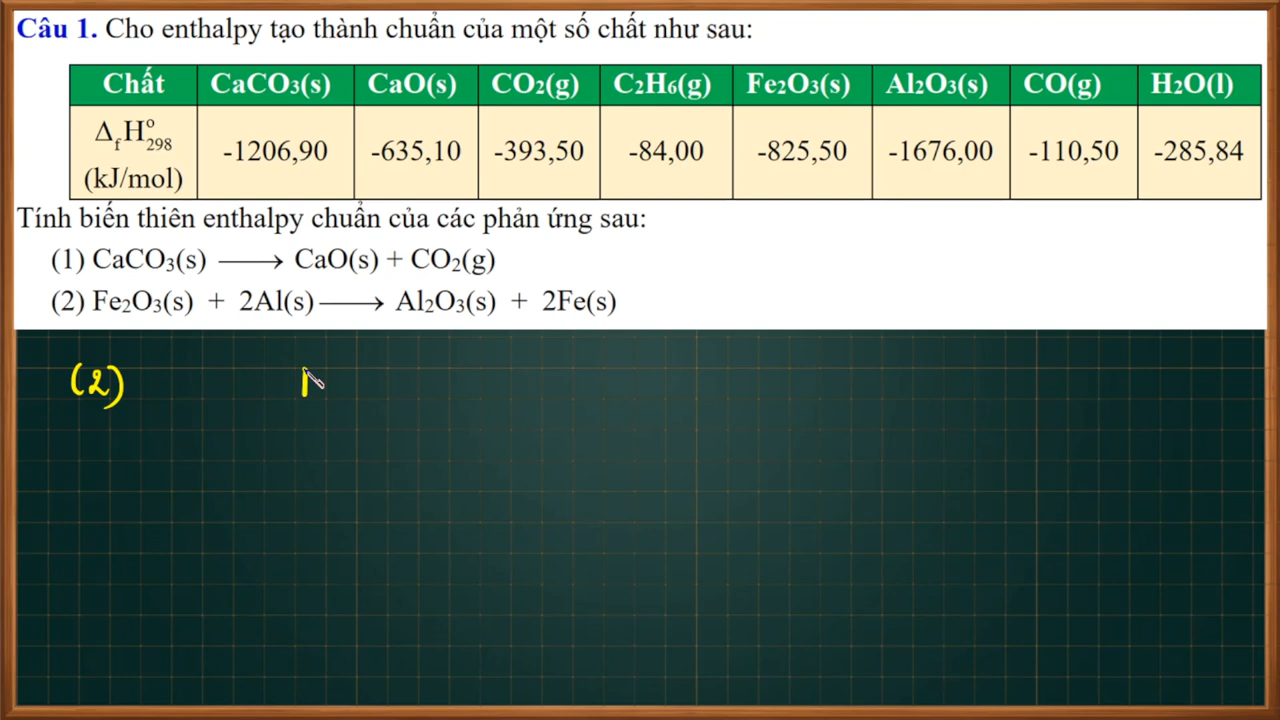 Câu 1. Cho enthalpy tạo thành chuẩn của một số chất như sau:
Chất CaCO₃(s) CaO(s) CO₂(g) C₂H₆(g) Fe₂O₃(s) Al₂O₃(s) CO(g) H₂O(l)
ΔfH°298 (kJ/mol) -1206,90 -635,10 -393,50 -84,00 -825,50 -1676,00 -110,50 -285,84
Tính biến thiên enthalpy chuẩn của các phản ứng sau:
(1) CaCO₃(s) ⟶ CaO(s) + CO₂(g)
(2) Fe₂O₃(s) + 2Al(s) ⟶ Al₂O₃(s) + 2Fe(s)
(2)